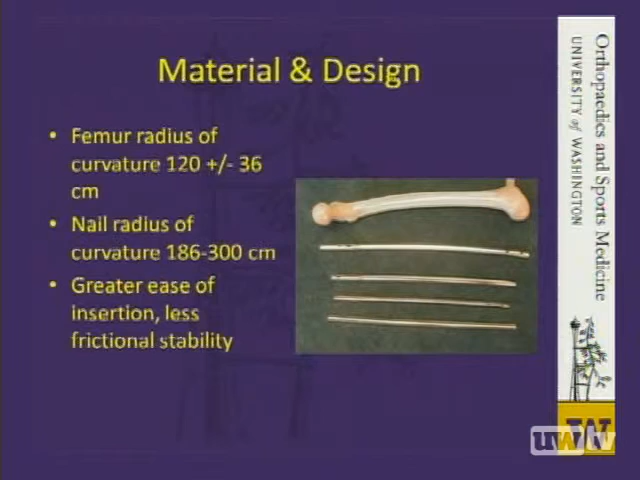 Material & Design
• Femur radius of
curvature 120 +/- 36
cm
• Nail radius of
curvature 186-300 cm
• Greater ease of
insertion, less
frictional stability
Orthopaedics and Sports Medicine
UNIVERSITY of WASHINGTON
W
uwtv